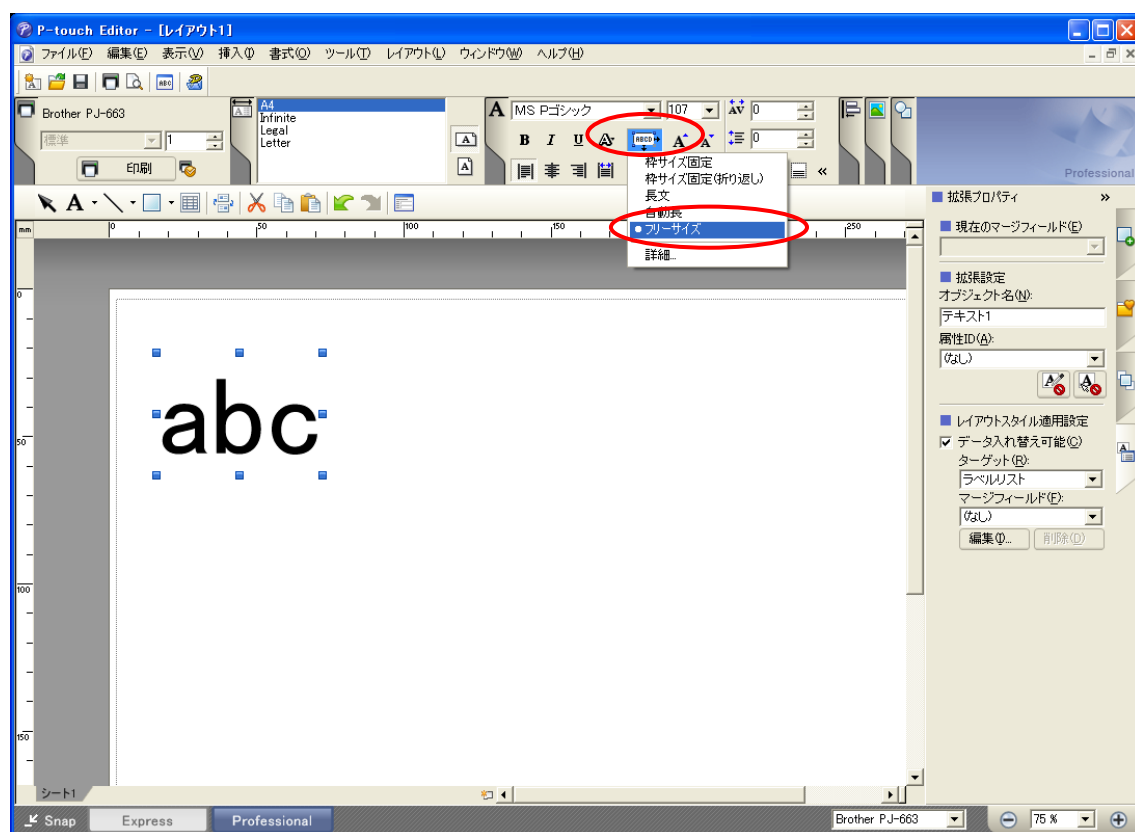 P-touch Editor - [レイアウト1]
ファイル(F) 編集(E) 表示(V) 挿入(I) 書式(O) ツール(T) レイアウト(L) ウィンドウ(W) ヘルプ(H)
ABC
Brother PJ-663
標準 1
印刷
A4
Infinite
Legal
Letter
A MS Pゴシック 107 AV 0
B I U A ABCD A A 0
枠サイズ固定
枠サイズ固定(折り返し)
長文
自動長
フリーサイズ
詳細...
Professional
A
mm 0 50 100 150 250
0
50
100
150
abc
拡張プロパティ
現在のマージフィールド(E)
拡張設定
オブジェクト名(N):
テキスト1
属性ID(A):
(なし)
レイアウトスタイル適用設定
データ入れ替え可能(C)
ターゲット(R):
ラベルリスト
マージフィールド(F):
(なし)
編集(I)... 削除(D)
シート1
Snap Express Professional Brother PJ-663 75 %